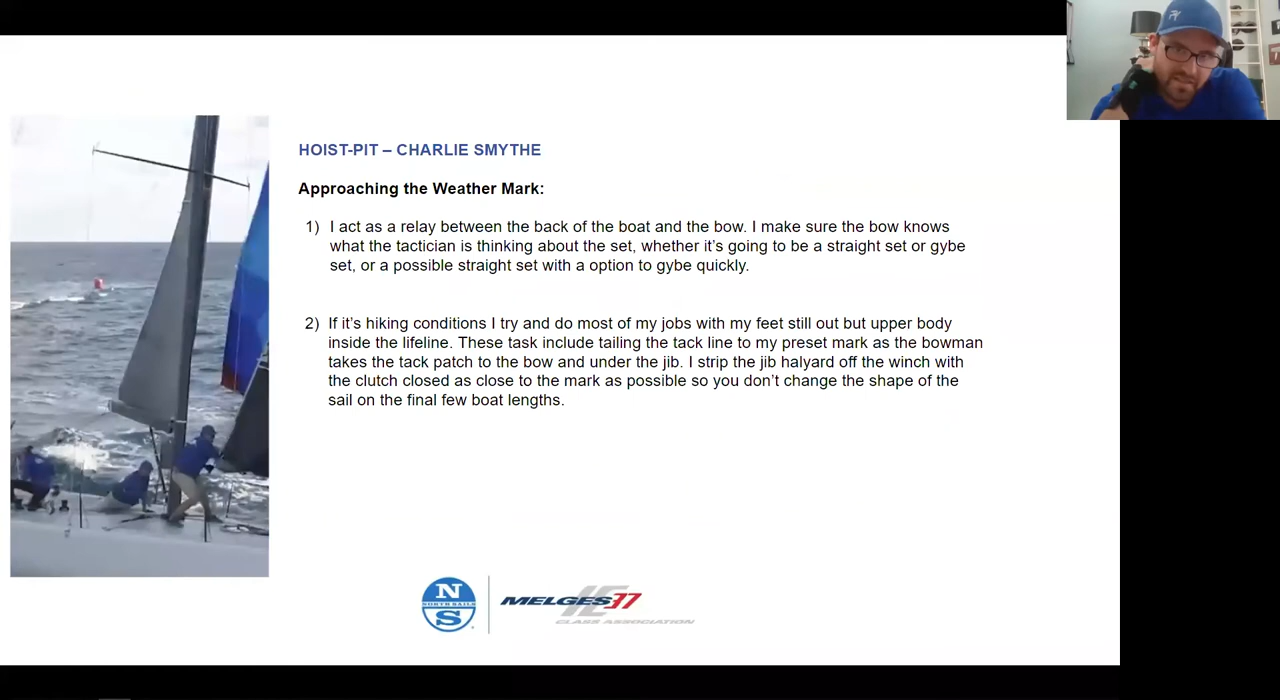 HOIST-PIT – CHARLIE SMYTHE
Approaching the Weather Mark:
1) I act as a relay between the back of the boat and the bow. I make sure the bow knows
what the tactician is thinking about the set, whether it's going to be a straight set or gybe
set, or a possible straight set with a option to gybe quickly.
2) If it's hiking conditions I try and do most of my jobs with my feet still out but upper body
inside the lifeline. These task include tailing the tack line to my preset mark as the bowman
takes the tack patch to the bow and under the jib. I strip the jib halyard off the winch with
the clutch closed as close to the mark as possible so you don't change the shape of the
sail on the final few boat lengths.
N
NORTH SAILS
S
MELGES 37
IC
CLASS ASSOCIATION